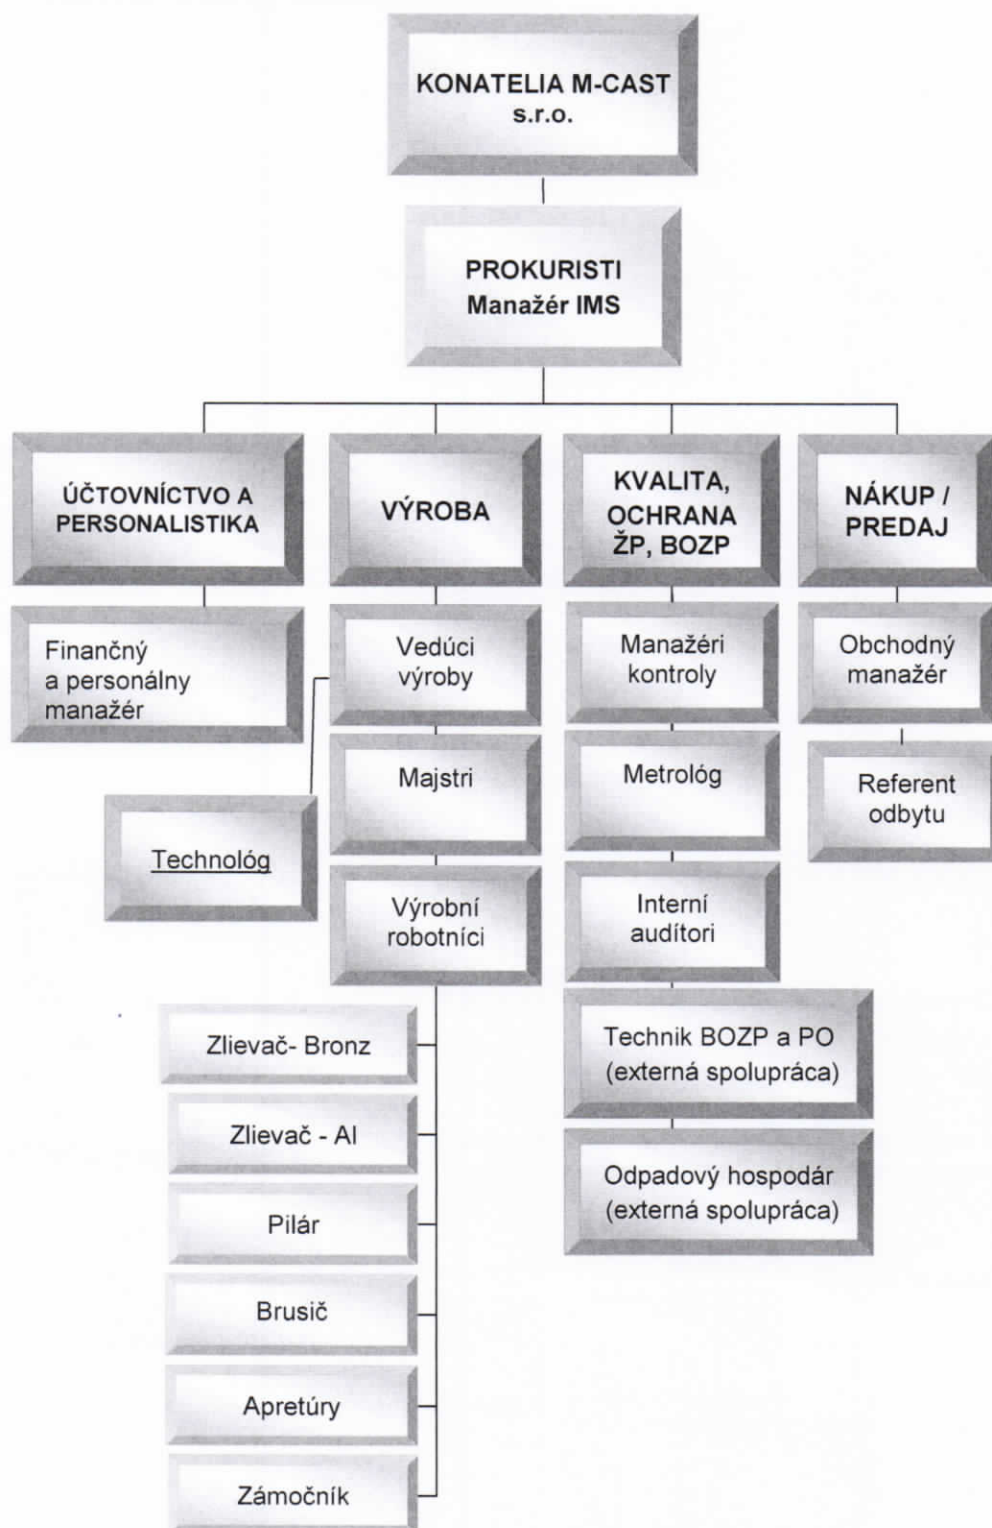 KONATELIA M-CAST
s.r.o.
PROKURISTI
Manažér IMS
ÚČTOVNÍCTVO A
PERSONALISTIKA
VÝROBA
KVALITA,
OCHRANA
ŽP, BOZP
NÁKUP /
PREDAJ
Finančný
a personálny
manažér
Vedúci
výroby
Manažéri
kontroly
Obchodný
manažér
Technológ
Majstri
Metrológ
Referent
odbytu
Výrobní
robotníci
Interní
audítori
Zlievač- Bronz
Zlievač - Al
Pilár
Brusič
Apretúry
Zámočník
Technik BOZP a PO
(externá spolupráca)
Odpadový hospodár
(externá spolupráca)